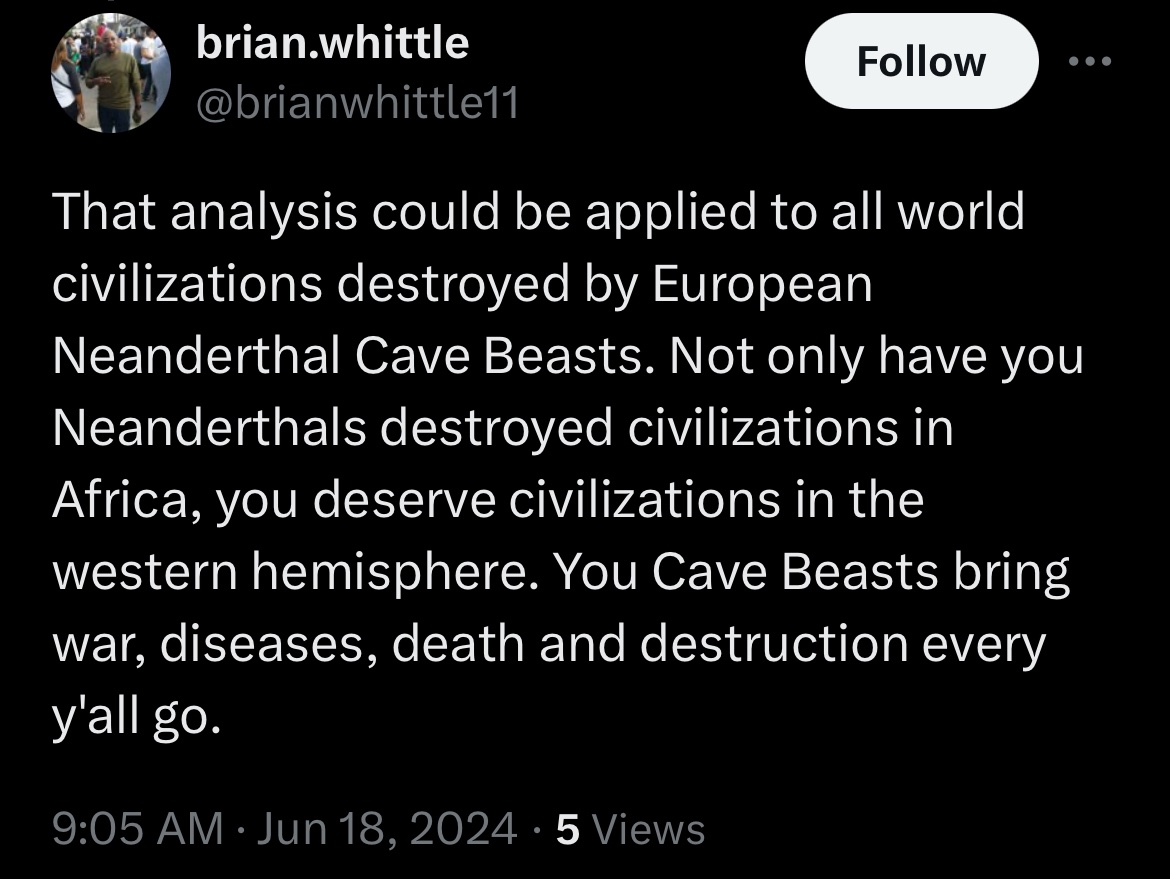 brian.whittle
Follow
@brianwhittle11
That analysis could be applied to all world
civilizations destroyed by European
Neanderthal Cave Beasts. Not only have you
Neanderthals destroyed civilizations in
Africa, you deserve civilizations in the
western hemisphere. You Cave Beasts bring
war, diseases, death and destruction every
y'all go.
9:05 AM · Jun 18, 2024 · 5 Views